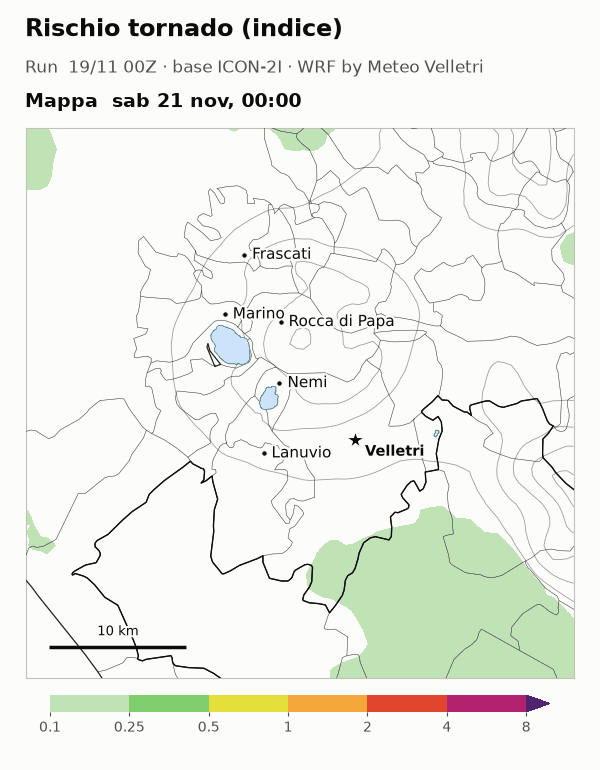 Rischio tornado (indice)
Run  19/11 00Z · base ICON-2I · WRF by Meteo Velletri
Mappa  sab 21 nov, 00:00
Frascati
Marino
Rocca di Papa
Nemi
Velletri
Lanuvio
10 km
0.1 0.25 0.5 1 2 4 8